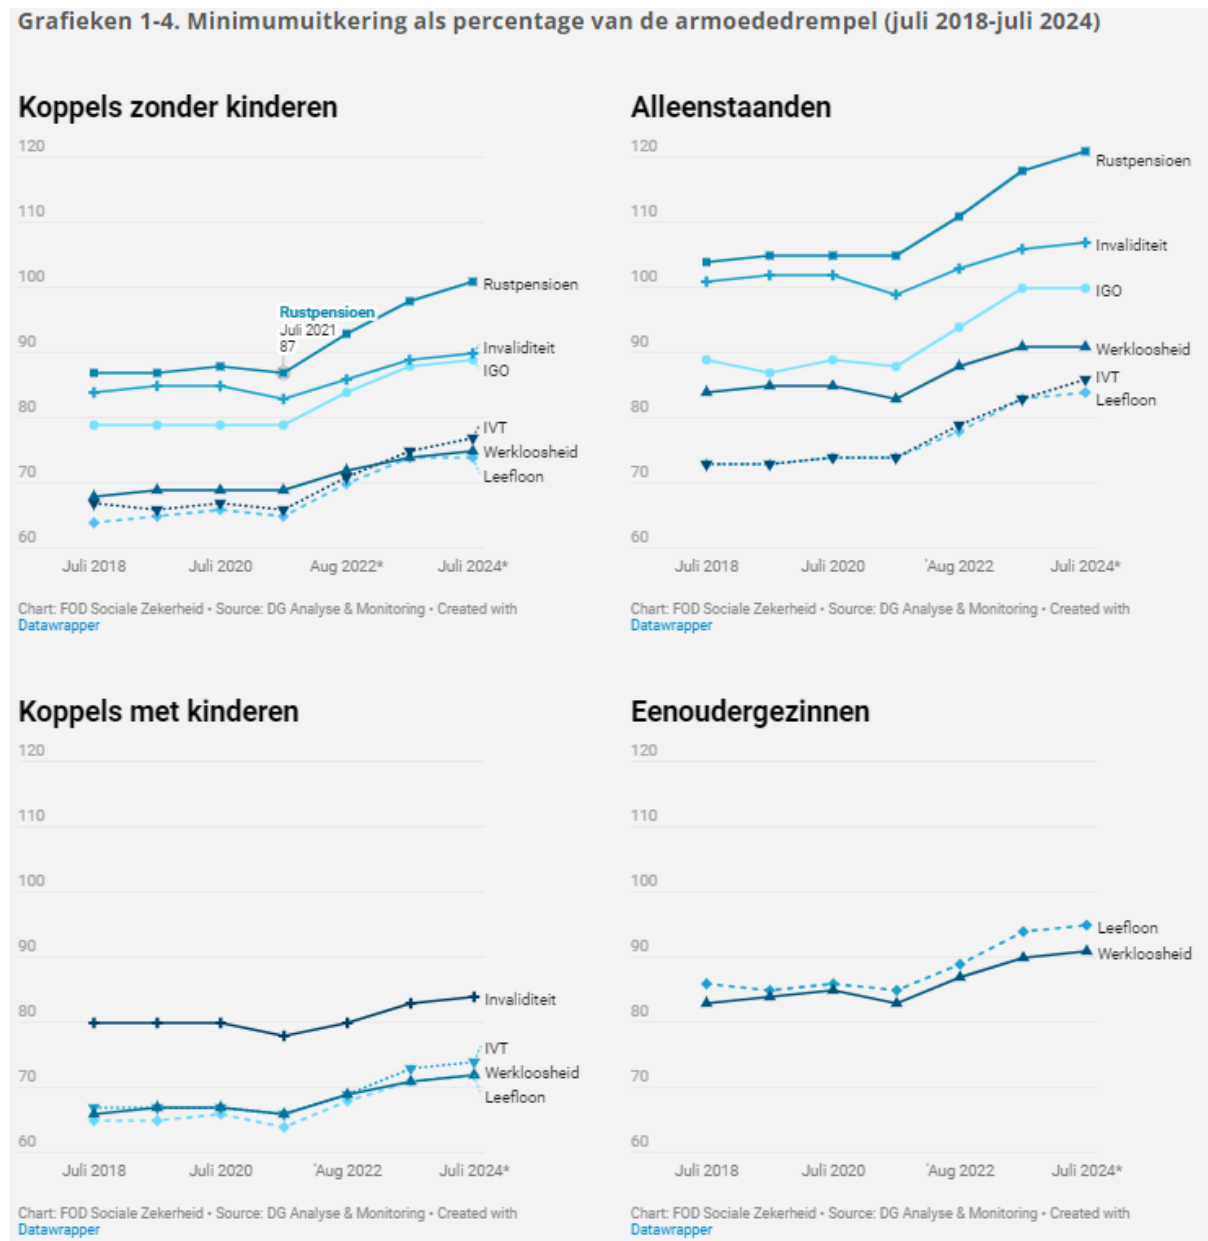 Grafieken 1-4. Minimumuitkering als percentage van de armoededrempel (juli 2018-juli 2024)
Koppels zonder kinderen
120
110
100
90
80
70
60
Rustpensioen
Juli 2021
87
Rustpensioen
Invaliditeit
IGO
IVT
Werkloosheid
Leefloon
Juli 2018
Juli 2020
Aug 2022*
Juli 2024*
Chart: FOD Sociale Zekerheid • Source: DG Analyse & Monitoring • Created with
Datawrapper
Alleenstaanden
120
110
100
90
80
70
60
Rustpensioen
Invaliditeit
IGO
Werkloosheid
IVT
Leefloon
Juli 2018
Juli 2020
'Aug 2022
Juli 2024*
Chart: FOD Sociale Zekerheid • Source: DG Analyse & Monitoring • Created with
Datawrapper
Koppels met kinderen
120
110
100
90
80
70
60
Invaliditeit
IVT
Werkloosheid
Leefloon
Juli 2018
Juli 2020
'Aug 2022
Juli 2024*
Chart: FOD Sociale Zekerheid • Source: DG Analyse & Monitoring • Created with
Datawrapper
Eenoudergezinnen
120
110
100
90
80
70
60
Leefloon
Werkloosheid
Juli 2018
Juli 2020
'Aug 2022
Juli 2024*
Chart: FOD Sociale Zekerheid • Source: DG Analyse & Monitoring • Created with
Datawrapper